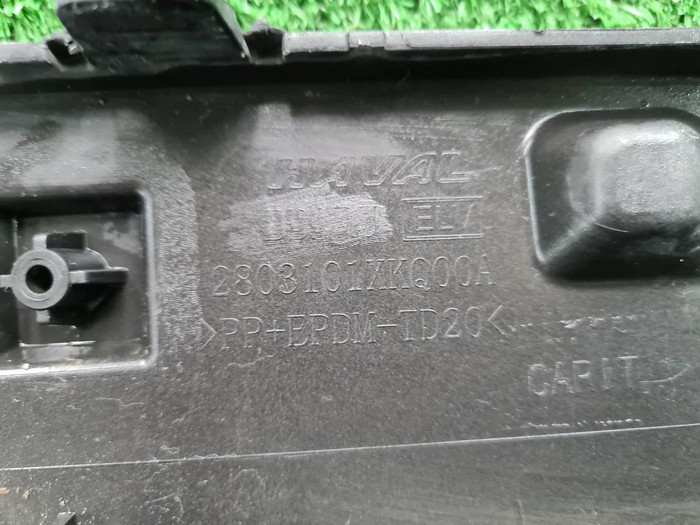 HAVAL
ELV
2803101XKQ00A
>PP+EPDM-TD20<